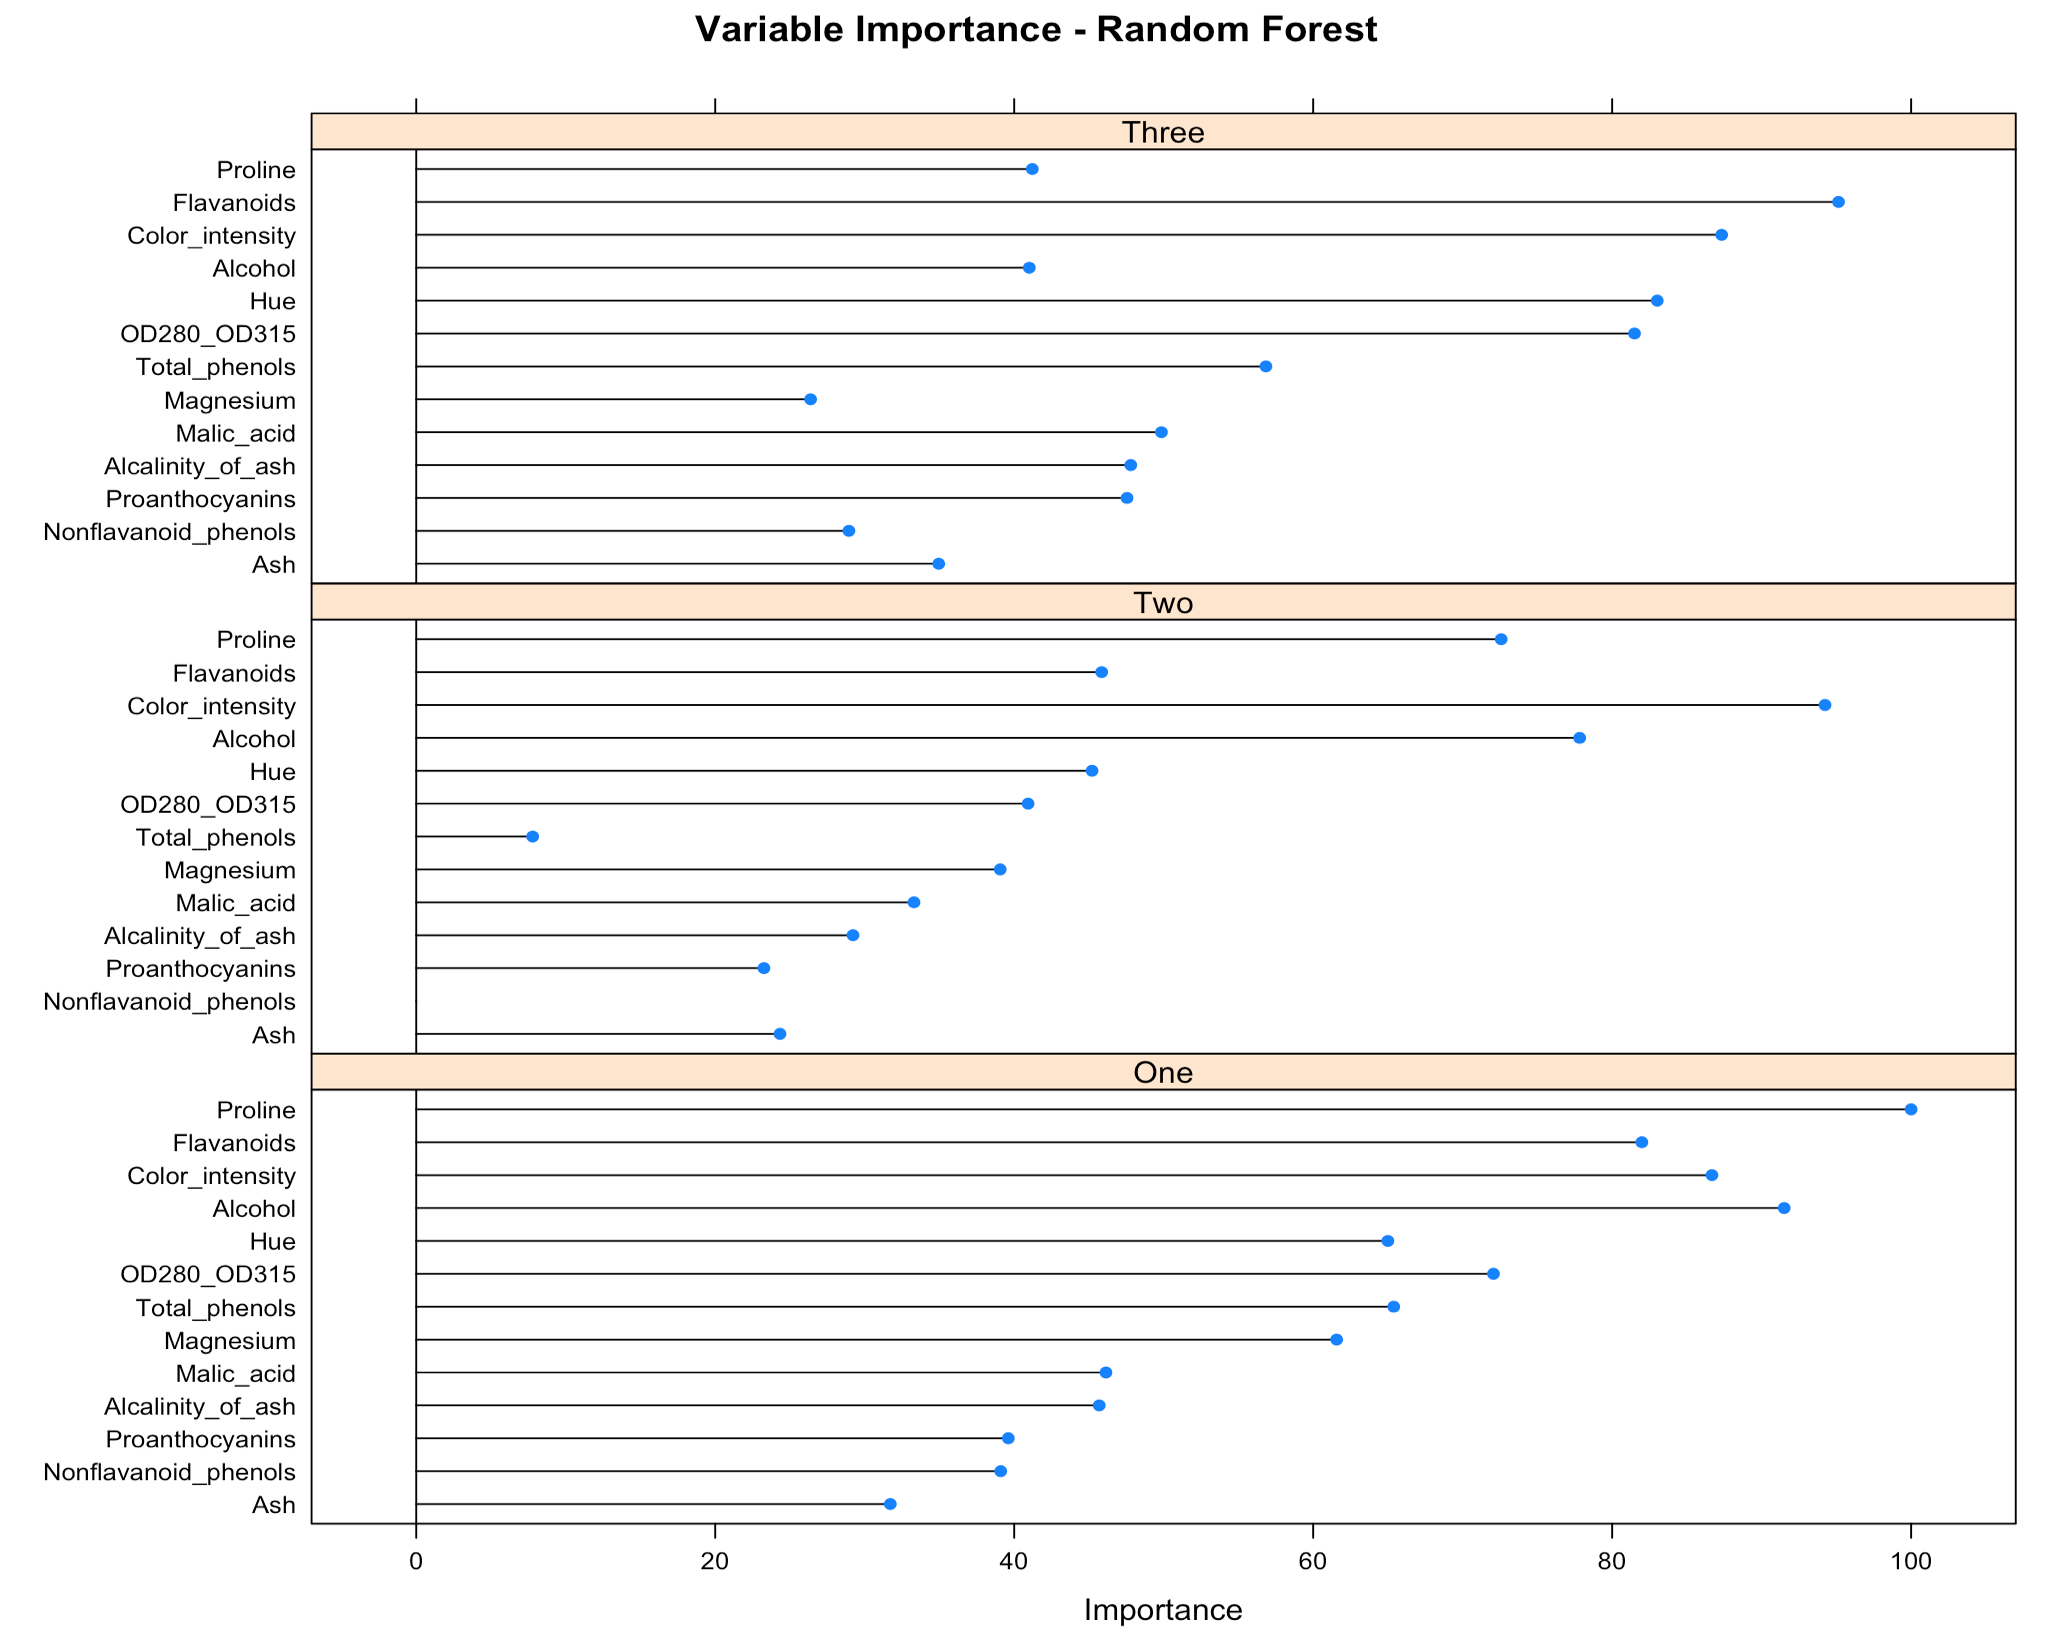 Variable Importance - Random Forest
Three
Proline
Flavanoids
Color_intensity
Alcohol
Hue
OD280_OD315
Total_phenols
Magnesium
Malic_acid
Alcalinity_of_ash
Proanthocyanins
Nonflavanoid_phenols
Ash
Two
Proline
Flavanoids
Color_intensity
Alcohol
Hue
OD280_OD315
Total_phenols
Magnesium
Malic_acid
Alcalinity_of_ash
Proanthocyanins
Nonflavanoid_phenols
Ash
One
Proline
Flavanoids
Color_intensity
Alcohol
Hue
OD280_OD315
Total_phenols
Magnesium
Malic_acid
Alcalinity_of_ash
Proanthocyanins
Nonflavanoid_phenols
Ash
0 20 40 60 80 100
Importance